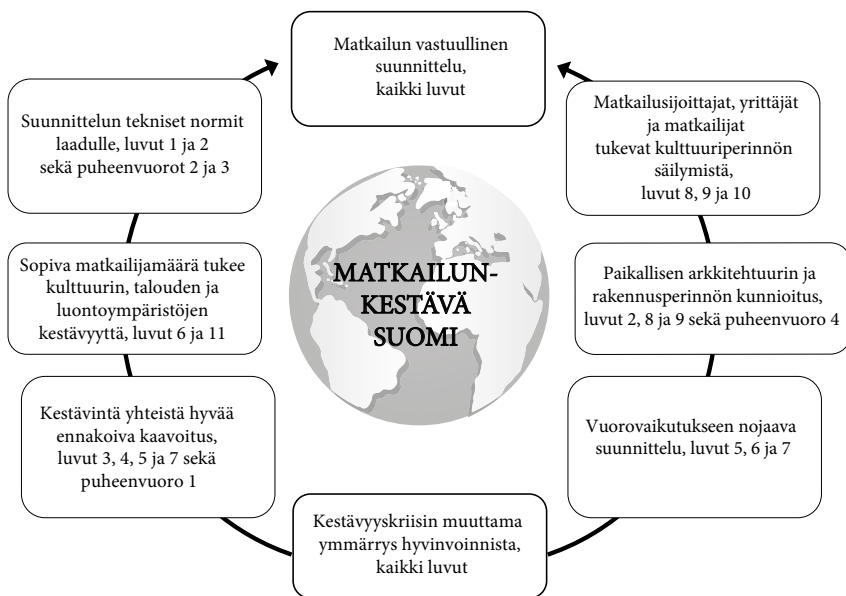 Matkailun vastuullinen
suunnittelu,
kaikki luvut
Suunnittelun tekniset normit
laadulle, luvut 1 ja 2
sekä puheenvuorot 2 ja 3
Matkailusijoittajat, yrittäjät
ja matkailijat
tukevat kulttuuriperinnön
säilymistä,
luvut 8, 9 ja 10
Sopiva matkailijamäärä tukee
kulttuurin, talouden ja
luontoympäristöjen
kestävyyttä, luvut 6 ja 11
MATKAILUN-
KESTÄVÄ
SUOMI
Paikallisen arkkitehtuurin ja
rakennusperinnön kunnioitus,
luvut 2, 8 ja 9 sekä puheenvuoro 4
Kestävintä yhteistä hyvää
ennakoiva kaavoitus,
luvut 3, 4, 5 ja 7 sekä
puheenvuoro 1
Vuorovaikutukseen nojaava
suunnittelu, luvut 5, 6 ja 7
Kestävyyskriisin muuttama
ymmärrys hyvinvoinnista,
kaikki luvut